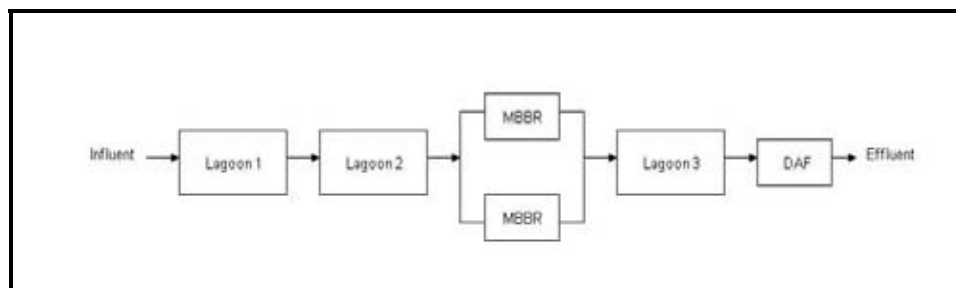 Influent
Lagoon 1
Lagoon 2
MBBR
MBBR
Lagoon 3
DAF
Effluent